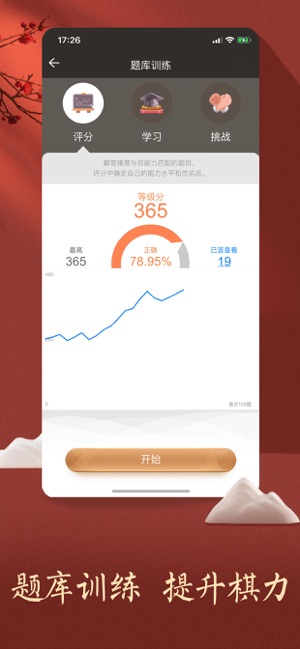 17:26
题库训练
评分
学习
挑战
解答难度与你能力匹配的题目，
评分中确定自己的能力水平和优劣点。
等级分
365
最高
正确
已答查看
365
78.95%
19
0
最近100题
开始
题库训练 提升棋力